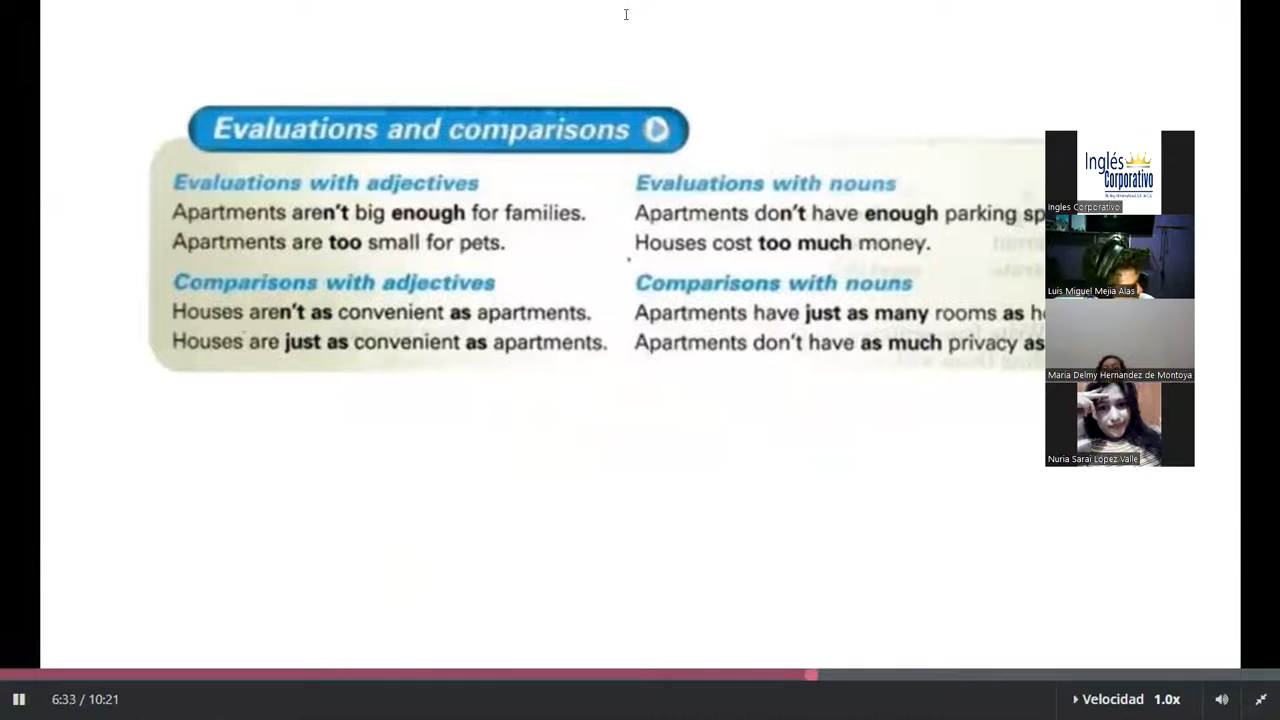 Evaluations and comparisons
Evaluations with adjectives
Apartments aren't big enough for families.
Apartments are too small for pets.
Comparisons with adjectives
Houses aren't as convenient as apartments.
Houses are just as convenient as apartments.
Evaluations with nouns
Apartments don't have enough parking sp
Houses cost too much money.
Comparisons with nouns
Apartments have just as many rooms as h
Apartments don't have as much privacy as
Inglés
Corporativo
Ingles Corporativo
Luis Miguel Mejia Alas
Maria Delmy Hernandez de Montoya
Nuria Sarai Lopez Valle
6:33 / 10:21
Velocidad 1.0x